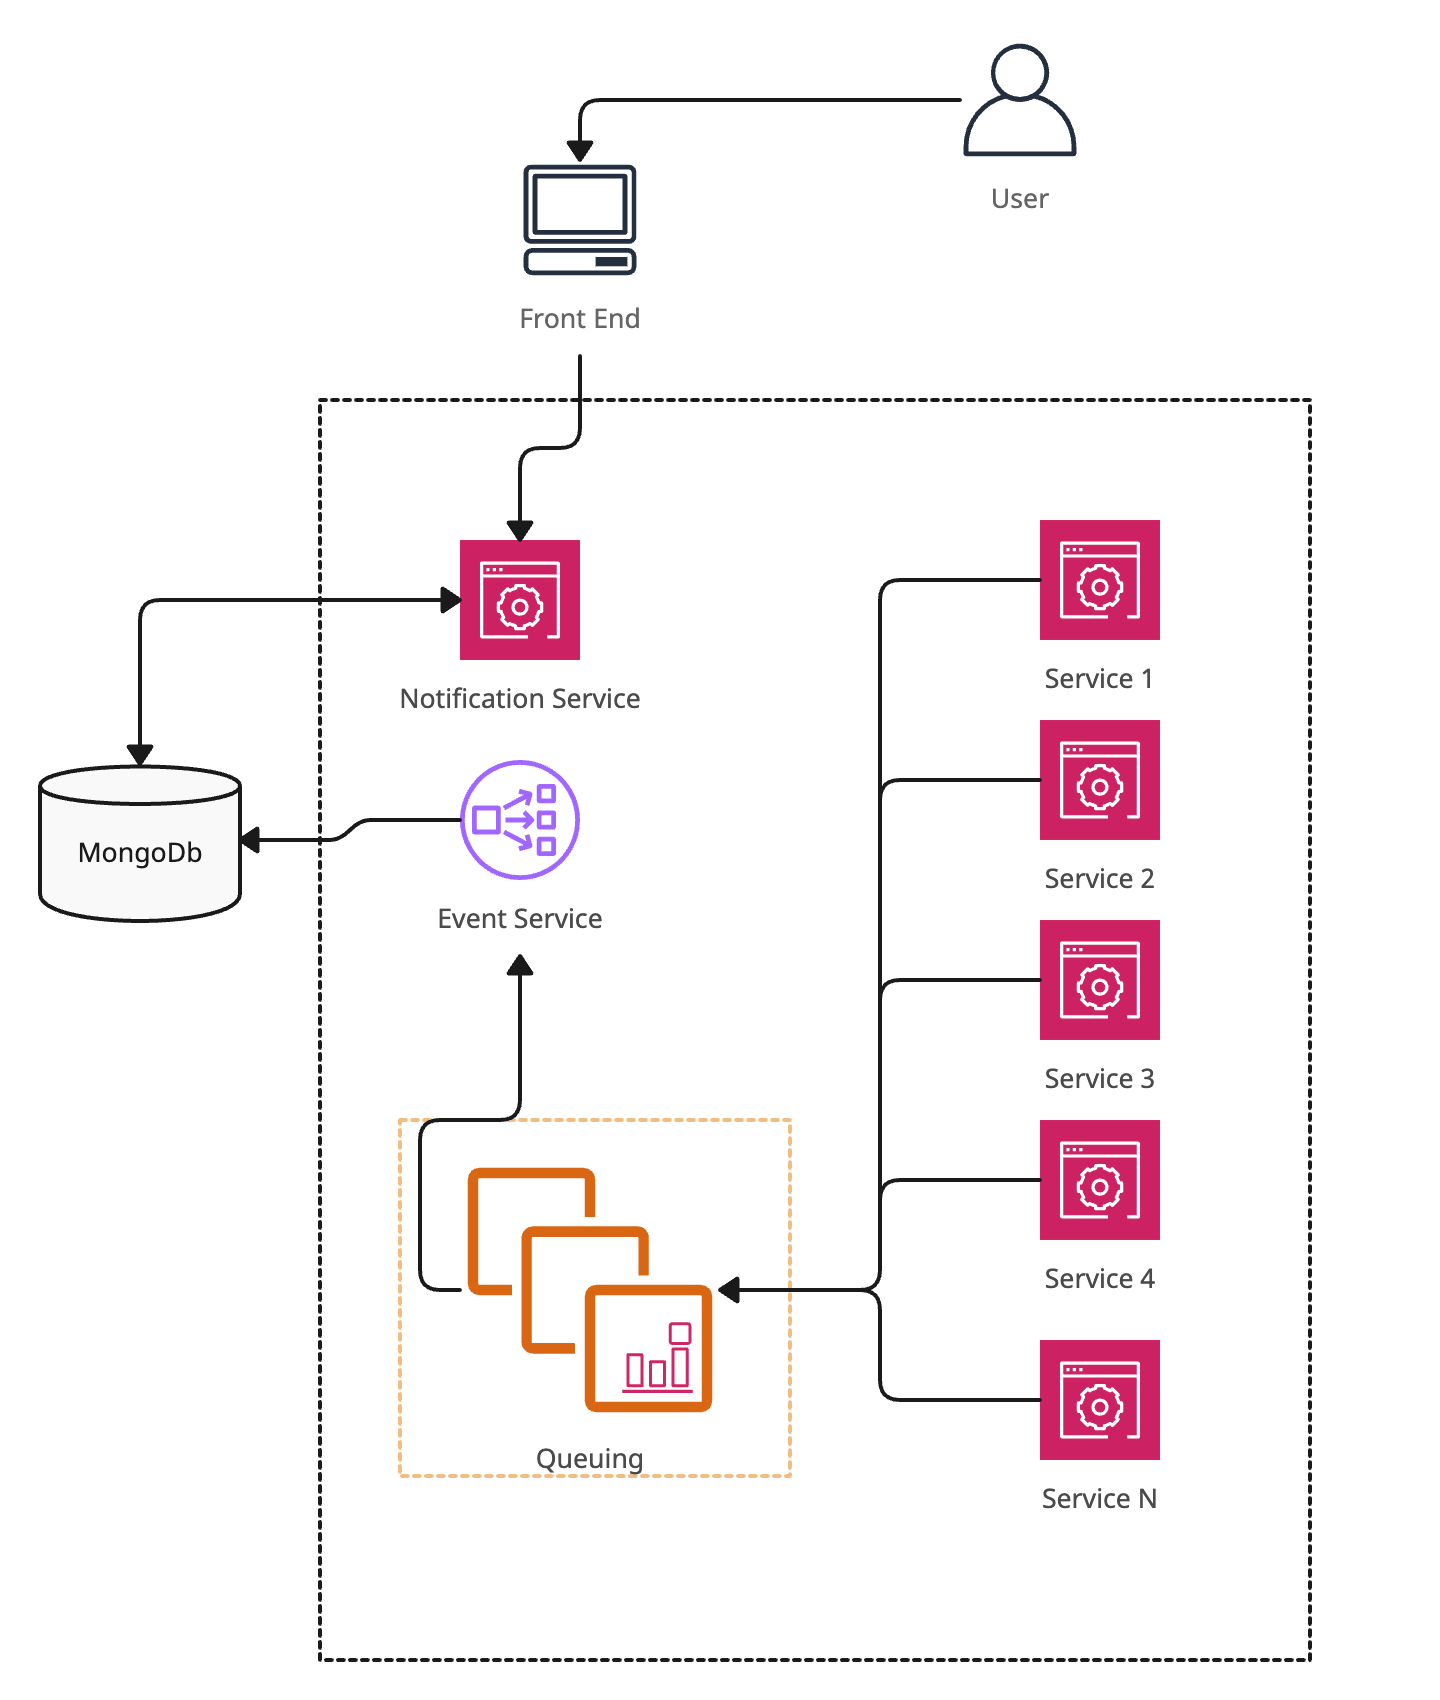 User
Front End
Notification Service
Service 1
MongoDb
Service 2
Event Service
Service 3
Service 4
Queuing
Service N